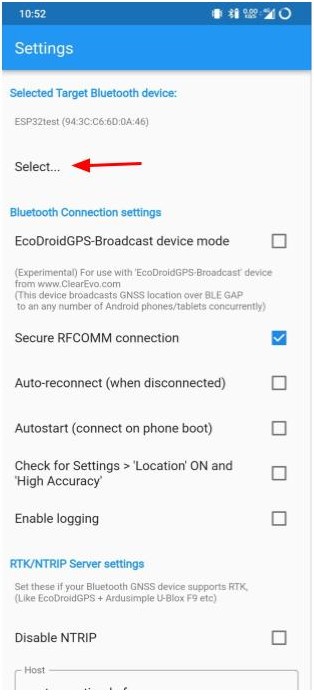 10:52
Settings
Selected Target Bluetooth device:
ESP32test (94:3C:C6:6D:0A:46)
Select...
Bluetooth Connection settings
EcoDroidGPS-Broadcast device mode
(Experimental) For use with 'EcoDroidGPS-Broadcast' device
from www.ClearEvo.com
(This device broadcasts GNSS location over BLE GAP
to an any number of Android phones/tablets concurrently)
Secure RFCOMM connection
Auto-reconnect (when disconnected)
Autostart (connect on phone boot)
Check for Settings > 'Location' ON and
'High Accuracy'
Enable logging
RTK/NTRIP Server settings
Set these if your Bluetooth GNSS device supports RTK,
(Like EcoDroidGPS + Ardusimple U-Blox F9 etc)
Disable NTRIP
Host